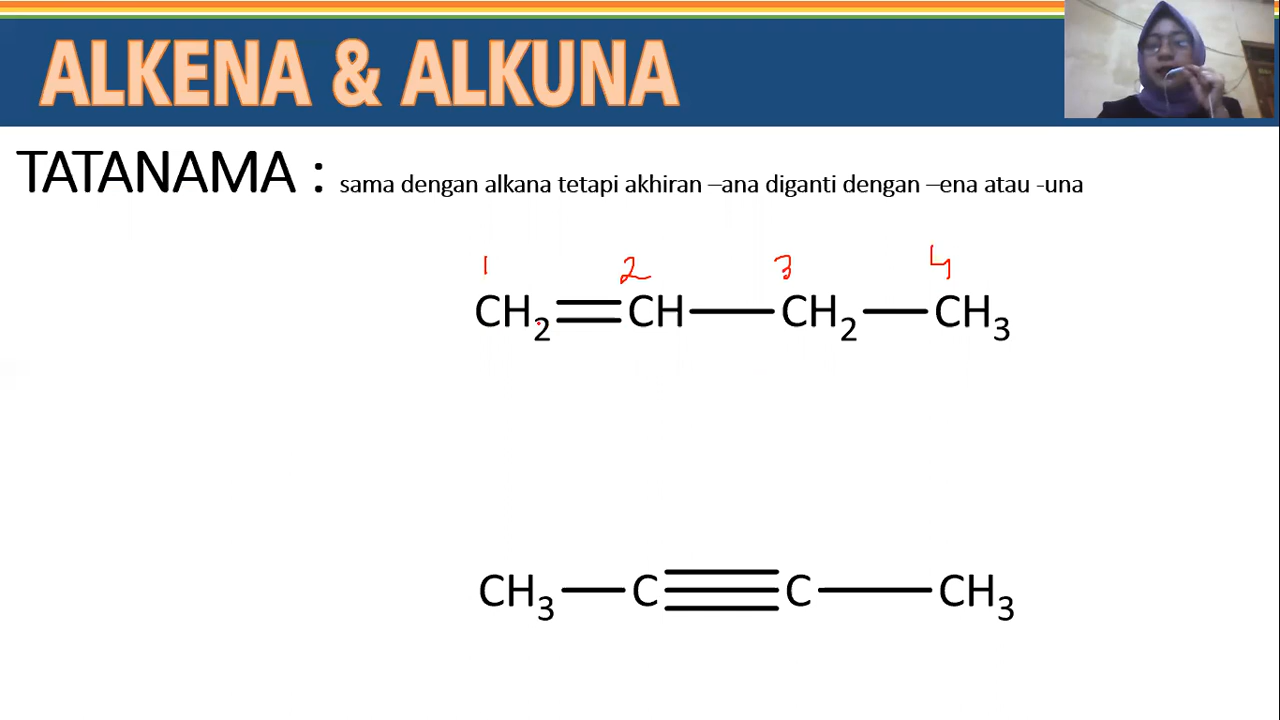 ALKENA & ALKUNA
TATANAMA : sama dengan alkana tetapi akhiran –ana diganti dengan –ena atau -una
1 2 3 4
CH₂=CH—CH₂—CH₃
CH₃—C≡C—CH₃